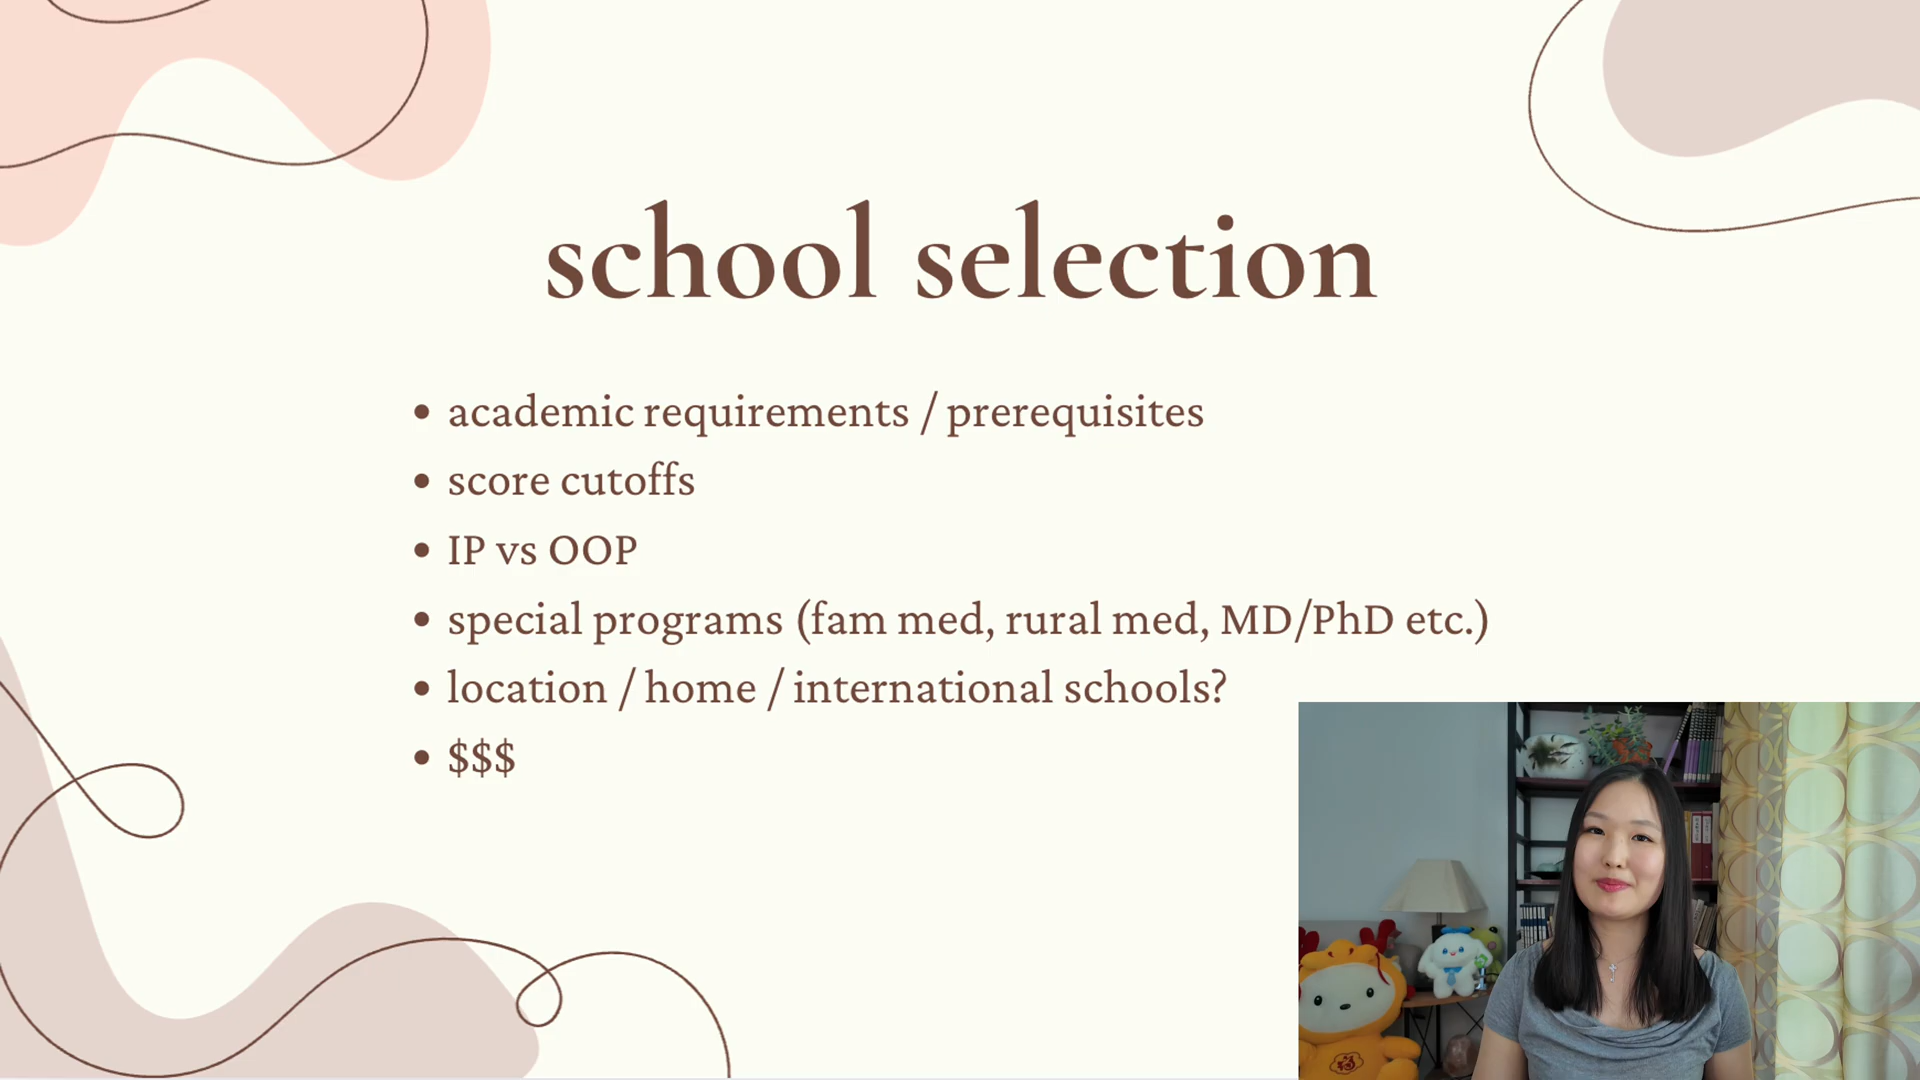 school selection
academic requirements / prerequisites
score cutoffs
IP vs OOP
special programs (fam med, rural med, MD/PhD etc.)
location / home / international schools?
$$$